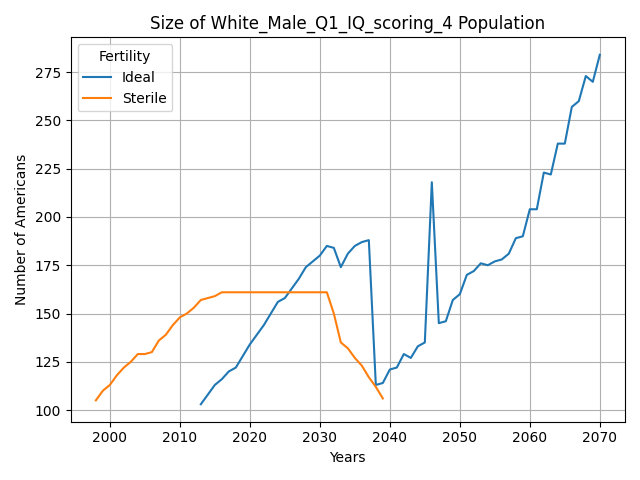 Size of White_Male_Q1_IQ_scoring_4 Population
Fertility
Ideal
Sterile
Number of Americans
275
250
225
200
175
150
125
100
2000 2010 2020 2030 2040 2050 2060 2070
Years